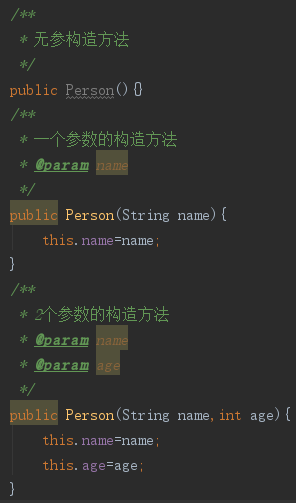 /**
 * 无参构造方法
 */
public Person(){}
/**
 * 一个参数的构造方法
 * @param name
 */
public Person(String name){
    this.name=name;
}
/**
 * 2个参数的构造方法
 * @param name
 * @param age
 */
public Person(String name,int age){
    this.name=name;
    this.age=age;
}